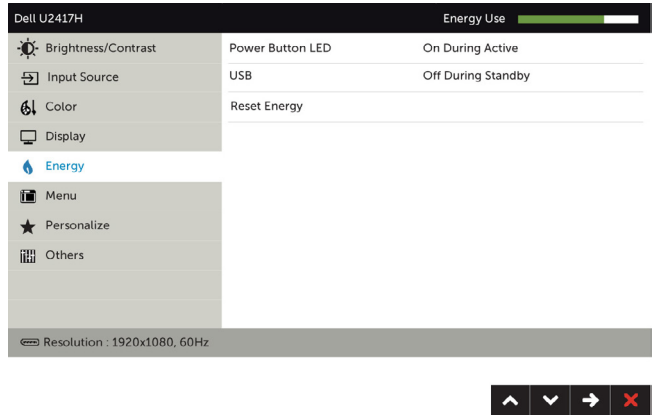 Dell U2417H Energy Use
Brightness/Contrast Power Button LED On During Active
Input Source USB Off During Standby
Color Reset Energy
Display
Energy
Menu
Personalize
Others
Resolution : 1920x1080, 60Hz